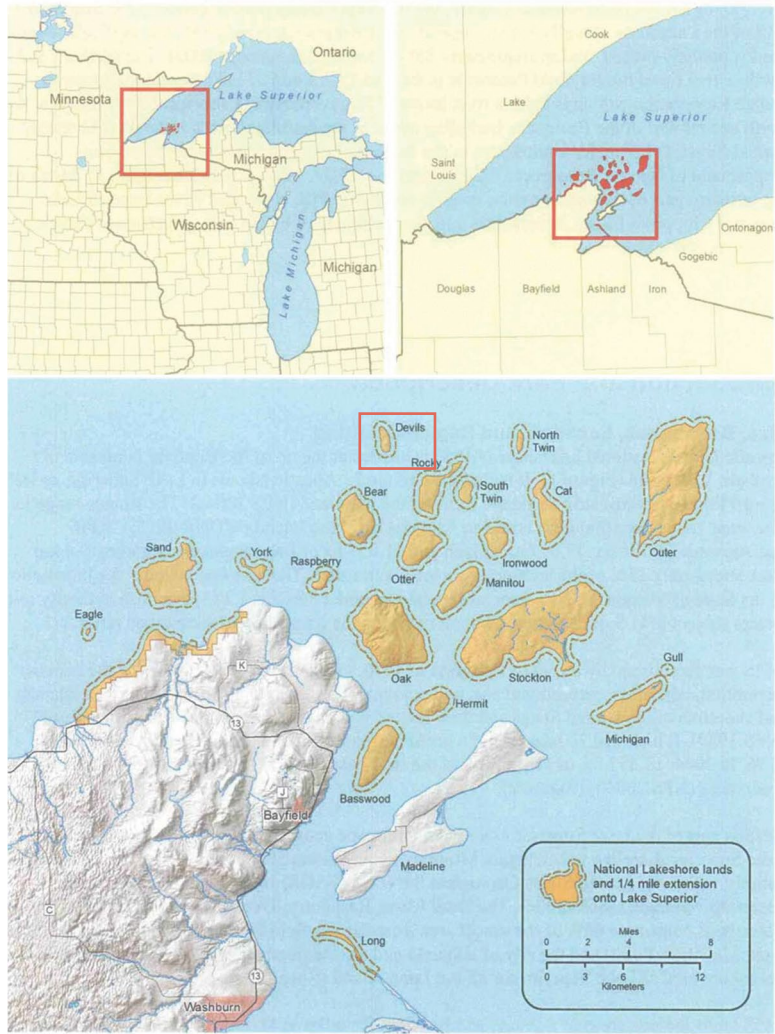 Ontario
Minnesota
Lake Superior
Michigan
Wisconsin
Lake Michigan
Michigan
Cook
Lake
Lake Superior
Saint
Louis
Ontonagon
Gogebic
Douglas
Bayfield
Ashland
Iron
Devils
North
Twin
Rocky
South
Twin
Bear
Cat
Outer
Sand
York
Raspberry
Otter
Ironwood
Manitou
Eagle
K
Oak
Stockton
Gull
Hermit
Michigan
13
Basswood
J
Bayfield
Madeline
C
Long
13
Washburn
National Lakeshore lands
and 1/4 mile extension
onto Lake Superior
Miles
0 2 4 8
0 3 6 12
Kilometers